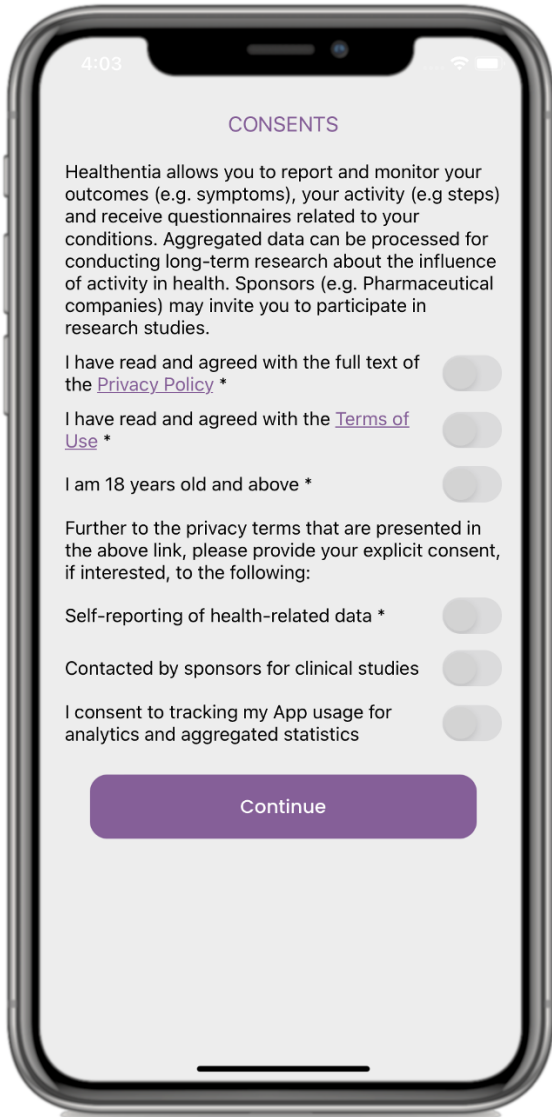 4:03
CONSENTS
Healthentia allows you to report and monitor your
outcomes (e.g. symptoms), your activity (e.g steps)
and receive questionnaires related to your
conditions. Aggregated data can be processed for
conducting long-term research about the influence
of activity in health. Sponsors (e.g. Pharmaceutical
companies) may invite you to participate in
research studies.
I have read and agreed with the full text of
the Privacy Policy *
I have read and agreed with the Terms of
Use *
I am 18 years old and above *
Further to the privacy terms that are presented in
the above link, please provide your explicit consent,
if interested, to the following:
Self-reporting of health-related data *
Contacted by sponsors for clinical studies
I consent to tracking my App usage for
analytics and aggregated statistics
Continue